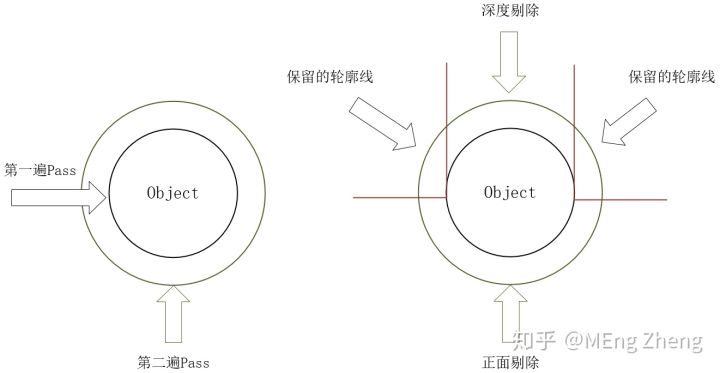 深度剔除
保留的轮廓线
保留的轮廓线
第一遍Pass
Object
Object
第二遍Pass
正面剔除
知乎 @MEng Zheng